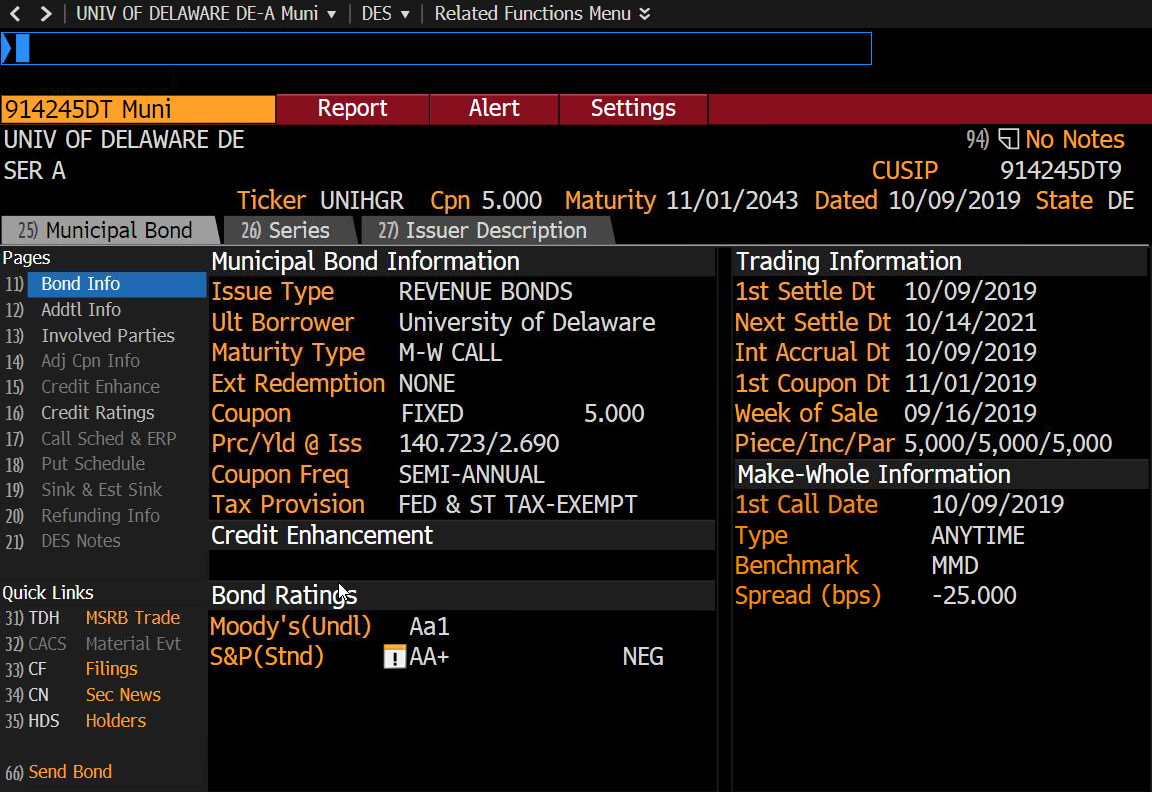 UNIV OF DELAWARE DE-A Muni DES Related Functions Menu
914245DT Muni Report Alert Settings
UNIV OF DELAWARE DE 94) No Notes
SER A CUSIP 914245DT9
Ticker UNIHGR Cpn 5.000 Maturity 11/01/2043 Dated 10/09/2019 State DE
25) Municipal Bond 26) Series 27) Issuer Description
Pages
11) Bond Info
12) Addtl Info
13) Involved Parties
14) Adj Cpn Info
15) Credit Enhance
16) Credit Ratings
17) Call Sched & ERP
18) Put Schedule
19) Sink & Est Sink
20) Refunding Info
21) DES Notes
Quick Links
31) TDH MSRB Trade
32) CACS Material Evt
33) CF Filings
34) CN Sec News
35) HDS Holders
66) Send Bond
Municipal Bond Information
Issue Type REVENUE BONDS
Ult Borrower University of Delaware
Maturity Type M-W CALL
Ext Redemption NONE
Coupon FIXED 5.000
Prc/Yld @ Iss 140.723/2.690
Coupon Freq SEMI-ANNUAL
Tax Provision FED & ST TAX-EXEMPT
Credit Enhancement
Bond Ratings
Moody's(Undl) Aa1
S&P(Stnd) ! AA+ NEG
Trading Information
1st Settle Dt 10/09/2019
Next Settle Dt 10/14/2021
Int Accrual Dt 10/09/2019
1st Coupon Dt 11/01/2019
Week of Sale 09/16/2019
Piece/Inc/Par 5,000/5,000/5,000
Make-Whole Information
1st Call Date 10/09/2019
Type ANYTIME
Benchmark MMD
Spread (bps) -25.000